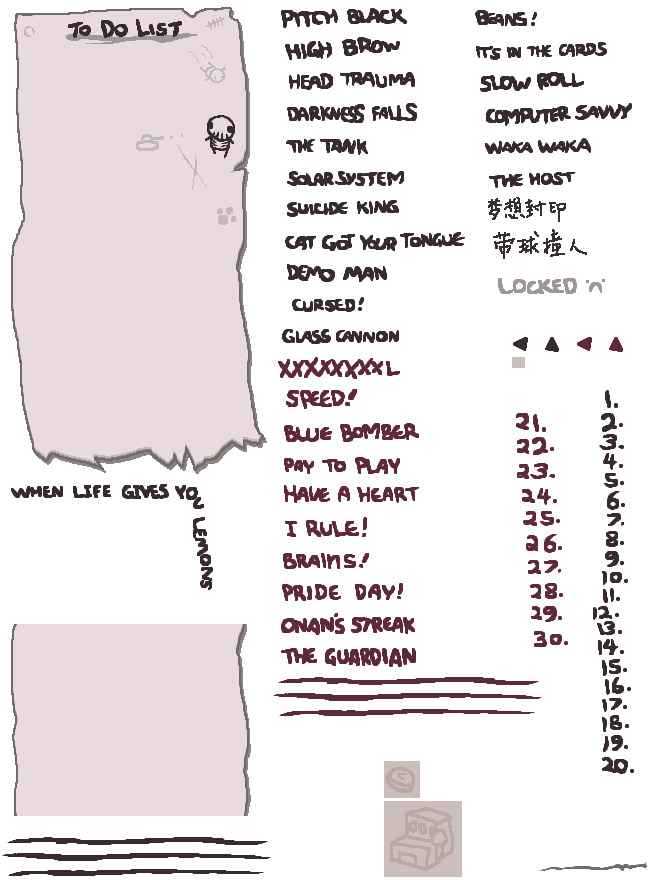 TO DO LIST
WHEN LIFE GIVES YOU LEMONS
PITCH BLACK
HIGH BROW
HEAD TRAUMA
DARKNESS FALLS
THE TANK
SOLAR SYSTEM
SUICIDE KING
CAT GOT YOUR TONGUE
DEMO MAN
CURSED!
GLASS CANNON
XXXXXXXXL
SPEED!
BLUE BOMBER
PAY TO PLAY
HAVE A HEART
I RULE!
BRAINS!
PRIDE DAY!
ONAN'S STREAK
THE GUARDIAN
BEANS!
IT'S IN THE CARDS
SLOW ROLL
COMPUTER SAVVY
WAKA WAKA
THE HOST
梦想封印
带球撞人
LOCKED 'n'
21.
22.
23.
24.
25.
26.
27.
28.
29.
30.
1.
2.
3.
4.
5.
6.
7.
8.
9.
10.
11.
12.
13.
14.
15.
16.
17.
18.
19.
20.